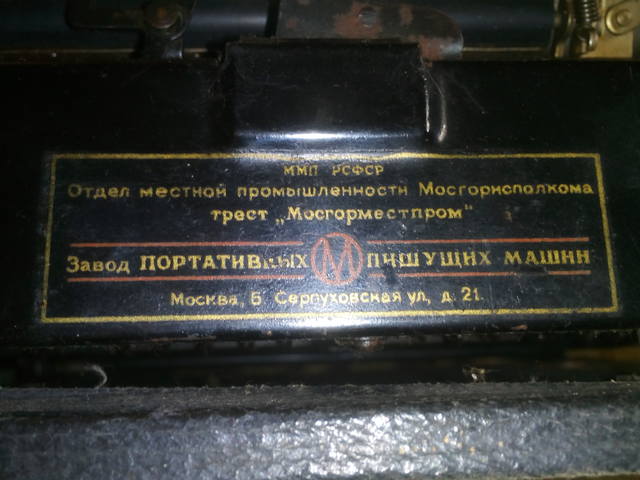 ММП РСФСР
Отдел местной промышленности Мосгорисполкома
трест „Мосгорместпром"
Завод ПОРТАТИВНЫХ М ПИШУЩИХ МАШИН
Москва, Б. Серпуховская ул, д. 21.